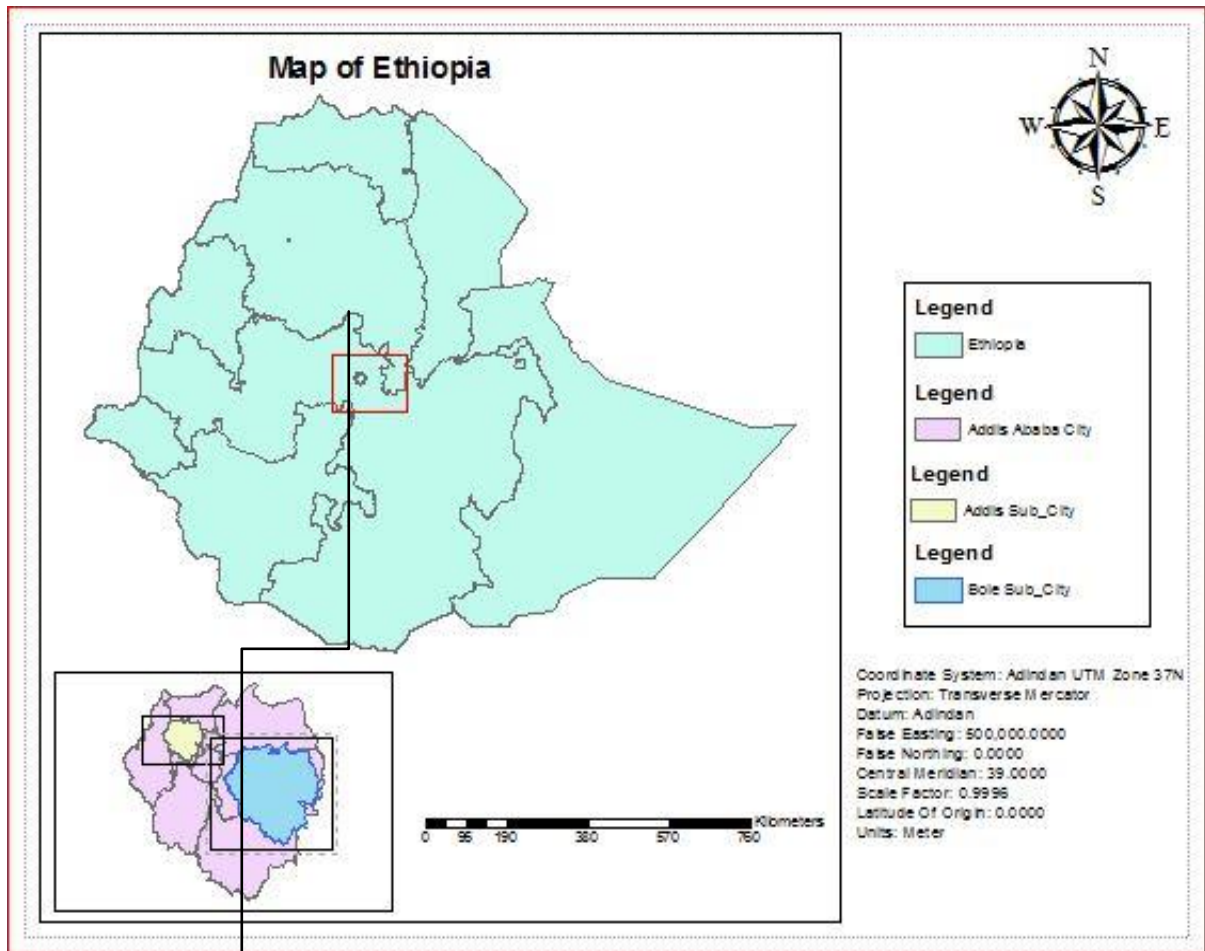 Map of Ethiopia
N
W
E
S
Legend
Ethiopia
Legend
Addis Ababa City
Legend
Addis Sub_City
Legend
Bole Sub_City
Coordinate System: Adindan UTM Zone 37N
Projection: Transverse Mercator
Datum: Adindan
False Easting: 500,000.0000
False Northing: 0.0000
Central Meridian: 39.0000
Scale Factor: 0.9996
Latitude Of Origin: 0.0000
Units: Meter
Kilometers
0 95 190 380 570 760